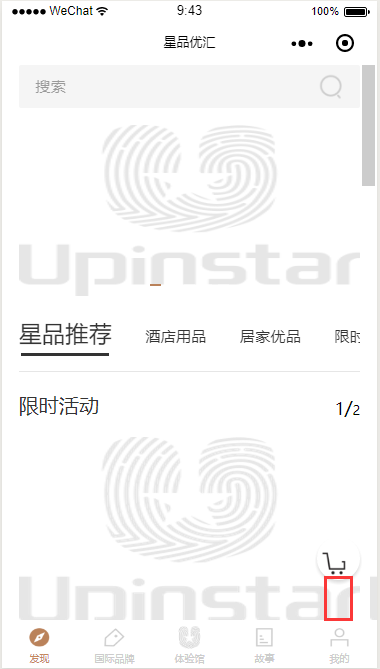 WeChat 9:43 100%
星品优汇
搜索
Upinstar
星品推荐 酒店用品 居家优品 限时
限时活动 1/2
Upinstar
发现 国际品牌 体验馆 故事 我的